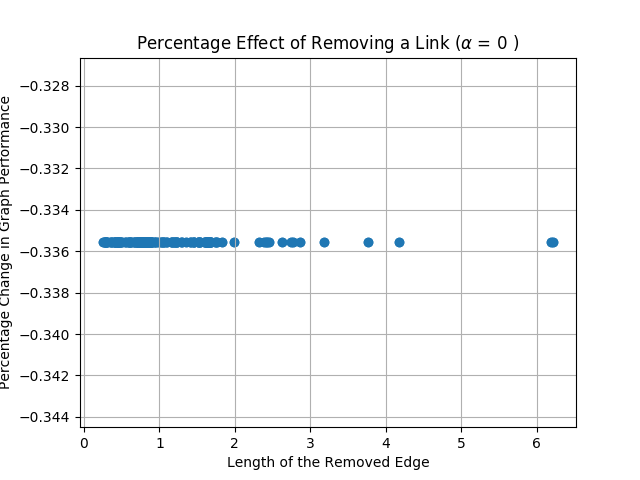 Percentage Effect of Removing a Link (α = 0 )
Percentage Change in Graph Performance
−0.328
−0.330
−0.332
−0.334
−0.336
−0.338
−0.340
−0.342
−0.344
0 1 2 3 4 5 6
Length of the Removed Edge